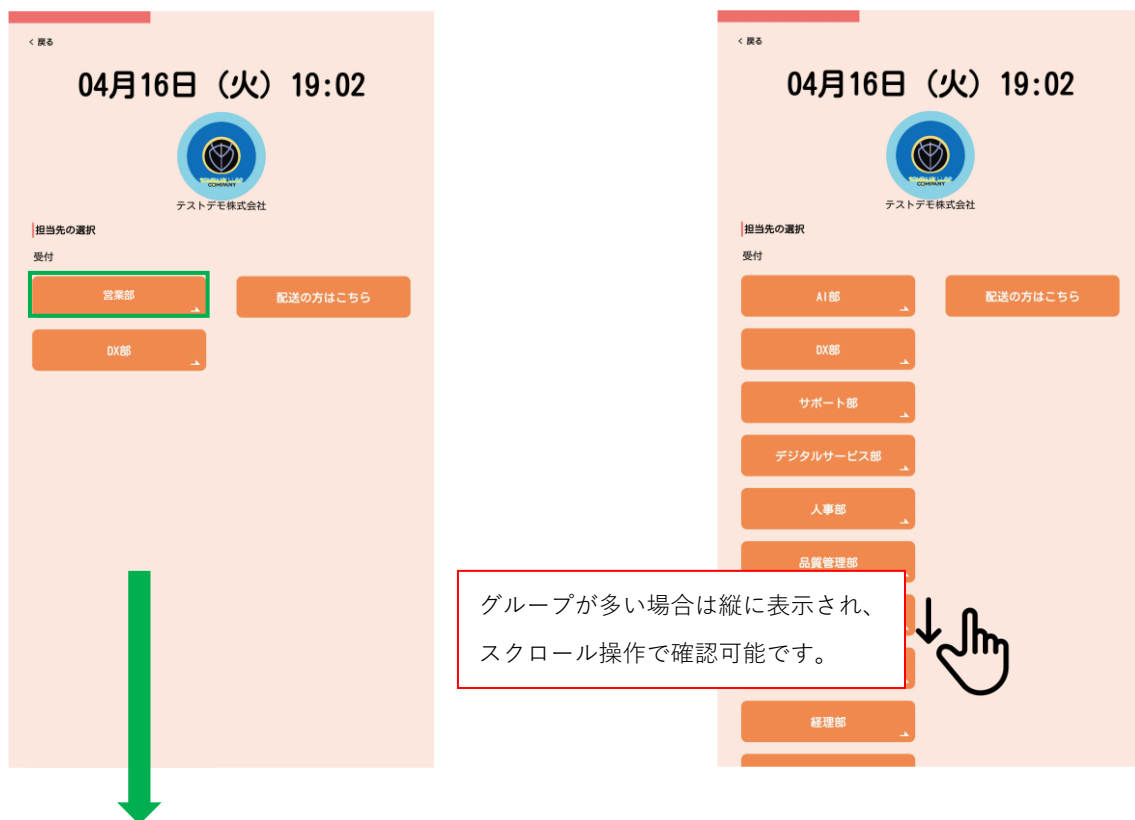 < 戻る
04月16日（火）19:02
COMPANY
テストデモ株式会社
担当先の選択
受付
営業部
配送の方はこちら
DX部
< 戻る
04月16日（火）19:02
COMPANY
テストデモ株式会社
担当先の選択
受付
AI部
配送の方はこちら
DX部
サポート部
デジタルサービス部
人事部
品質管理部
経理部
グループが多い場合は縦に表示され、
スクロール操作で確認可能です。